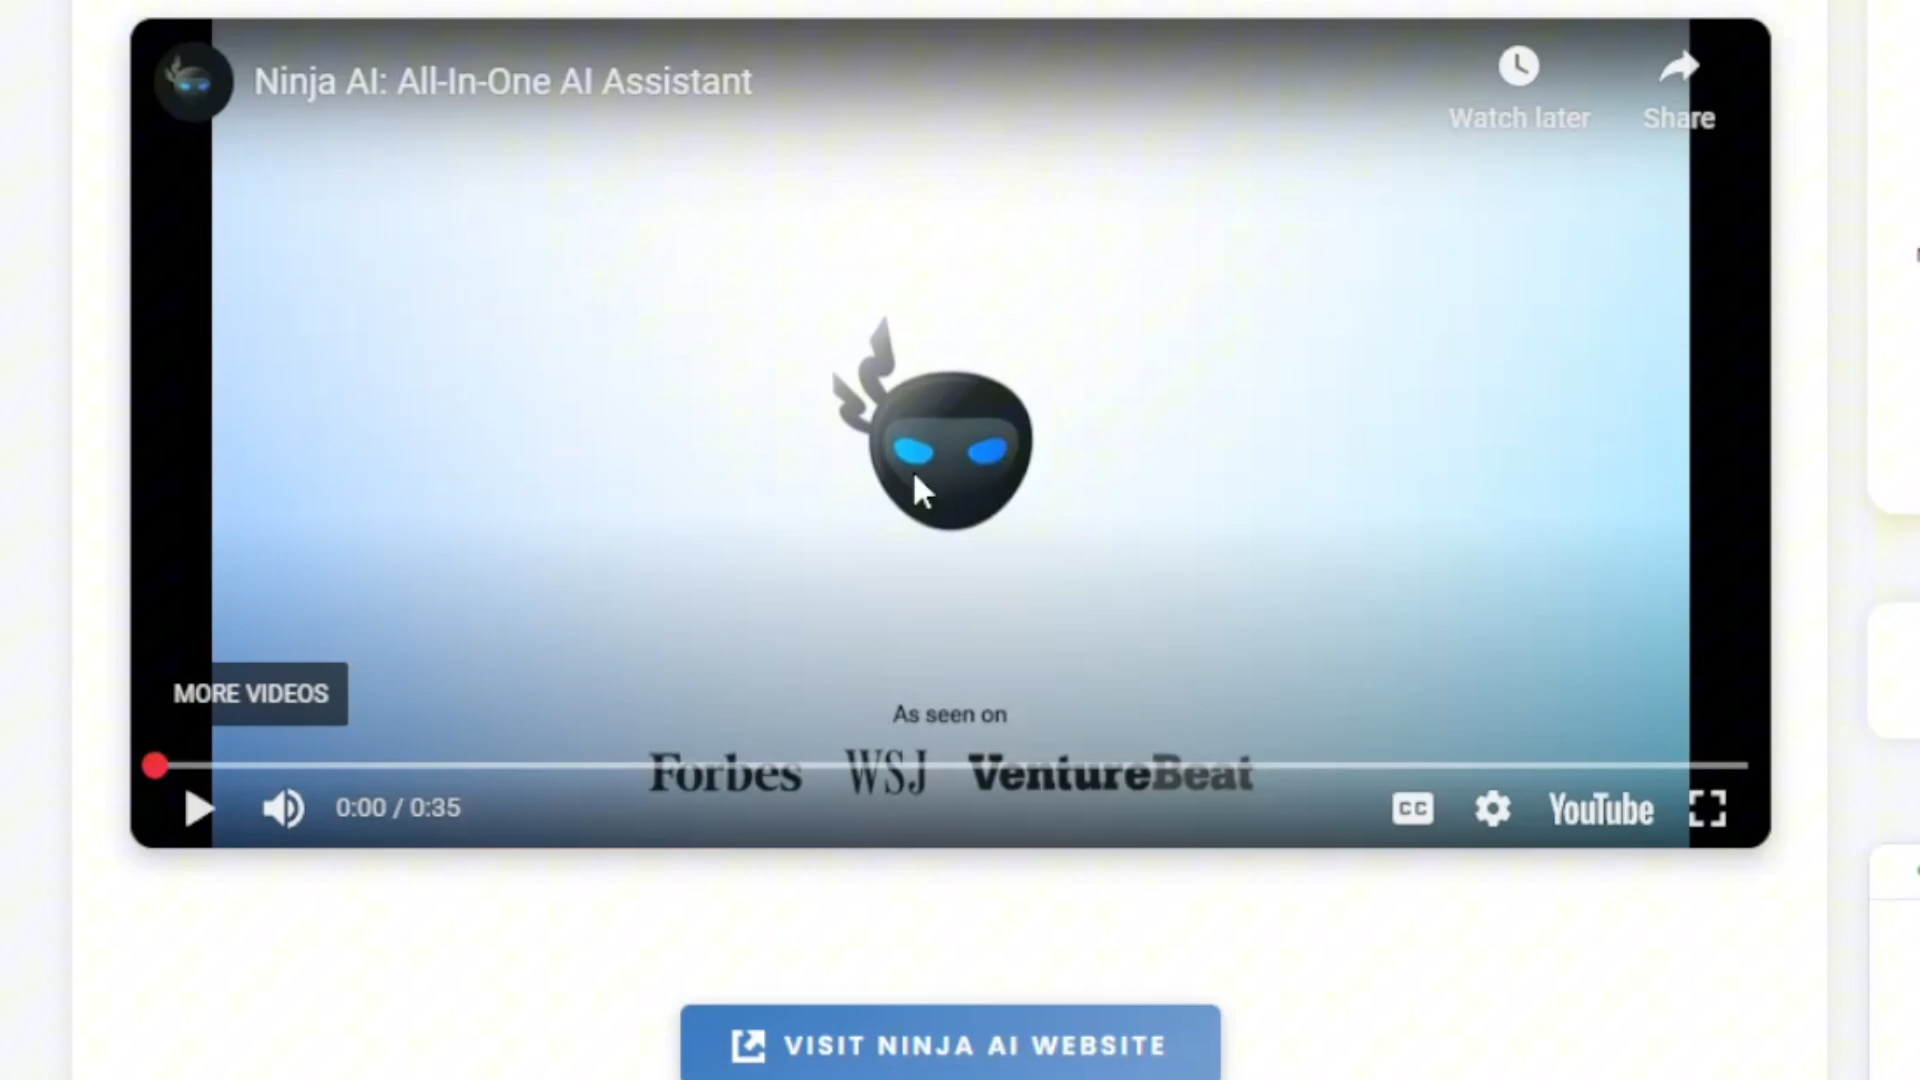 Ninja AI: All-In-One AI Assistant
Watch later
Share
MORE VIDEOS
As seen on
Forbes WSJ VentureBeat
0:00 / 0:35
CC
YouTube
VISIT NINJA AI WEBSITE